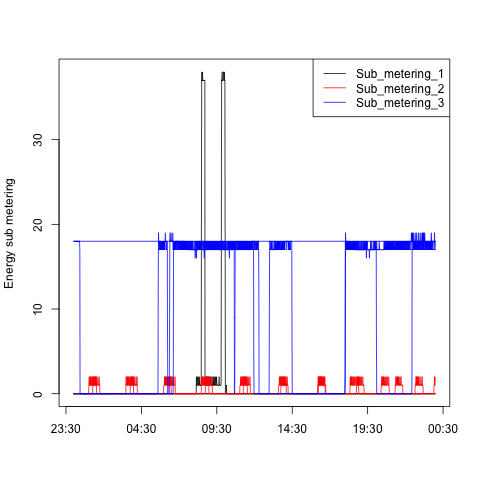 Sub_metering_1
Sub_metering_2
Sub_metering_3
Energy sub metering
30
20
10
0
23:30 04:30 09:30 14:30 19:30 00:30